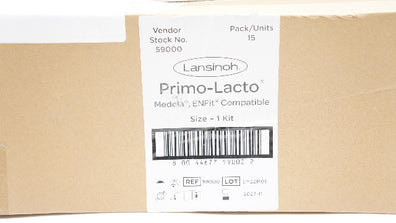 Vendor
Stock No.
59000
Pack/Units
15
Lansinoh
Primo-Lacto
Medela®, ENFit® Compatible
Size - 1 Kit
REF
LOT